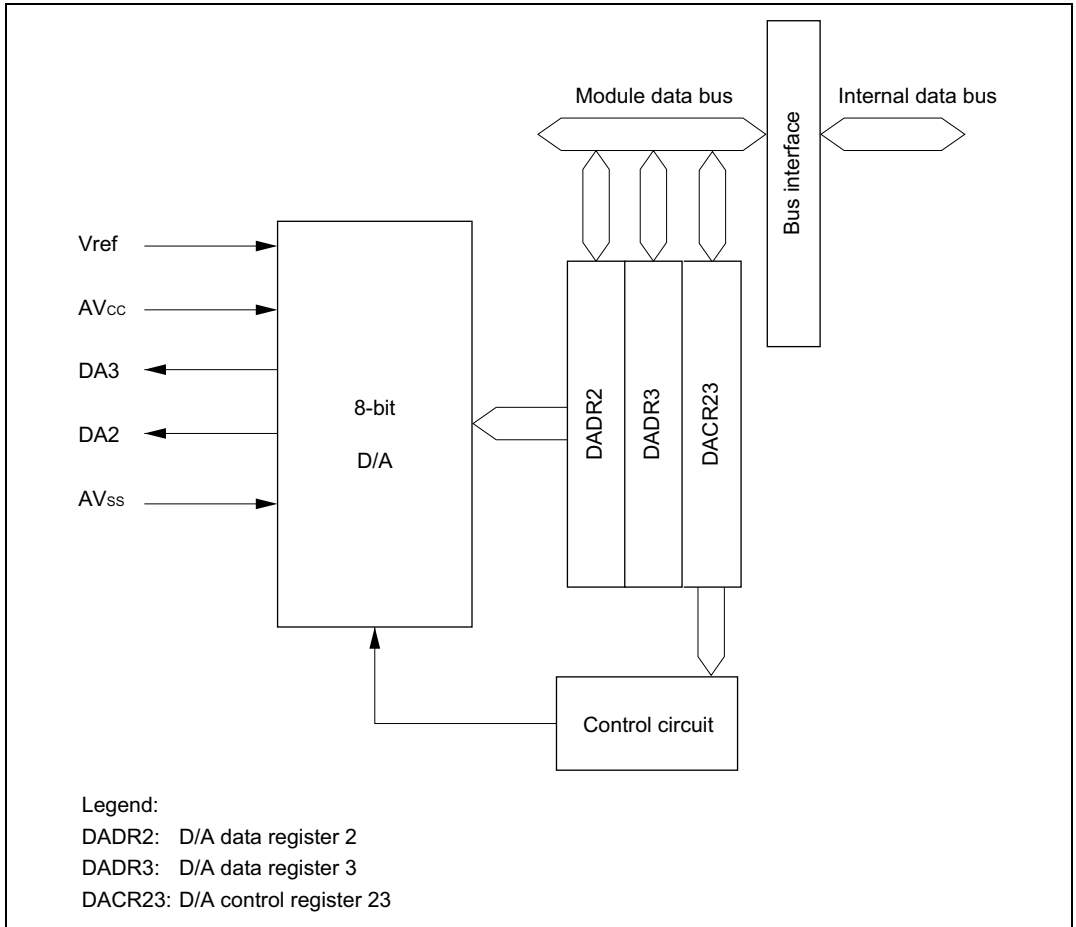 Module data bus
Internal data bus
Bus interface
Vref
AVcc
DA3
DA2
AVss
8-bit
D/A
DADR2
DADR3
DACR23
Control circuit
Legend:
DADR2: D/A data register 2
DADR3: D/A data register 3
DACR23: D/A control register 23